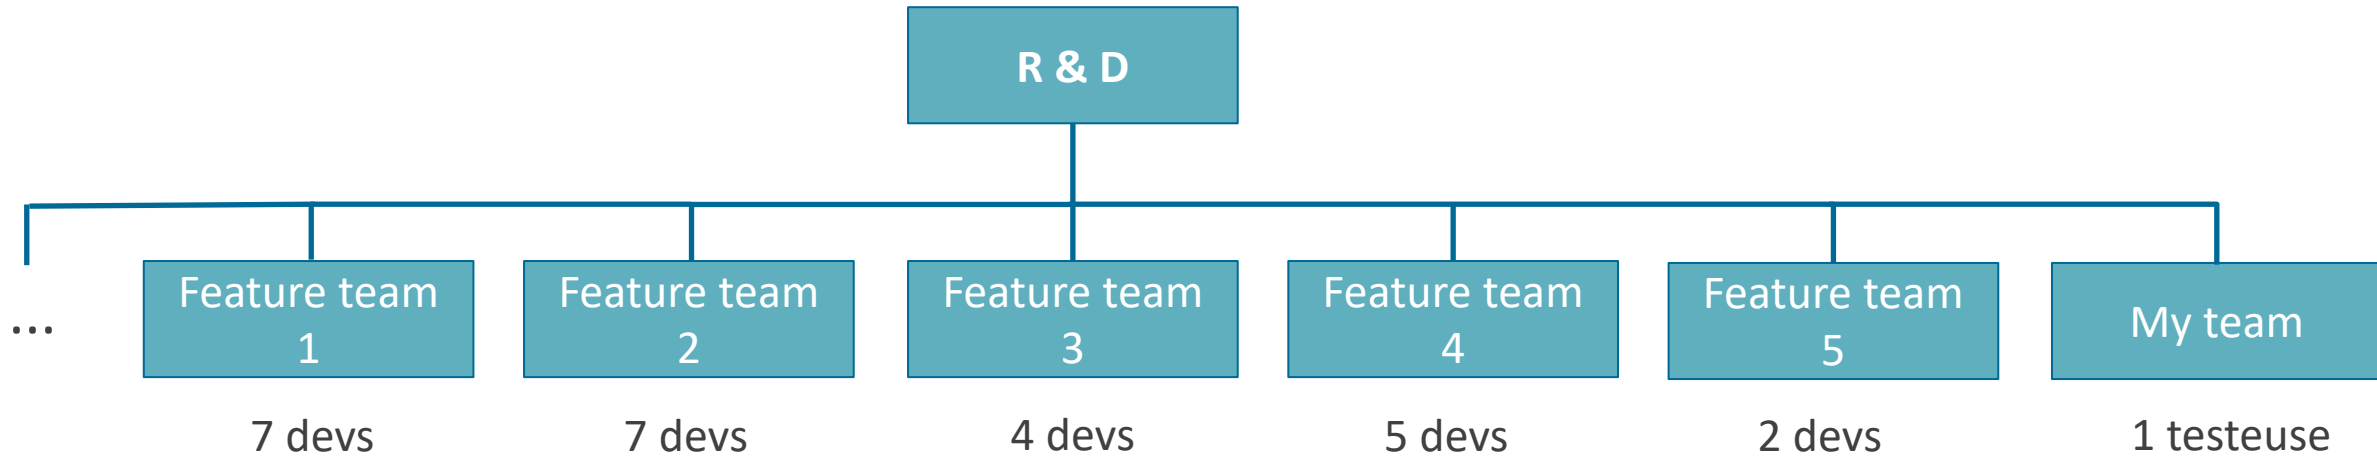 R & D
...
Feature team
1
Feature team
2
Feature team
3
Feature team
4
Feature team
5
My team
7 devs
7 devs
4 devs
5 devs
2 devs
1 testeuse